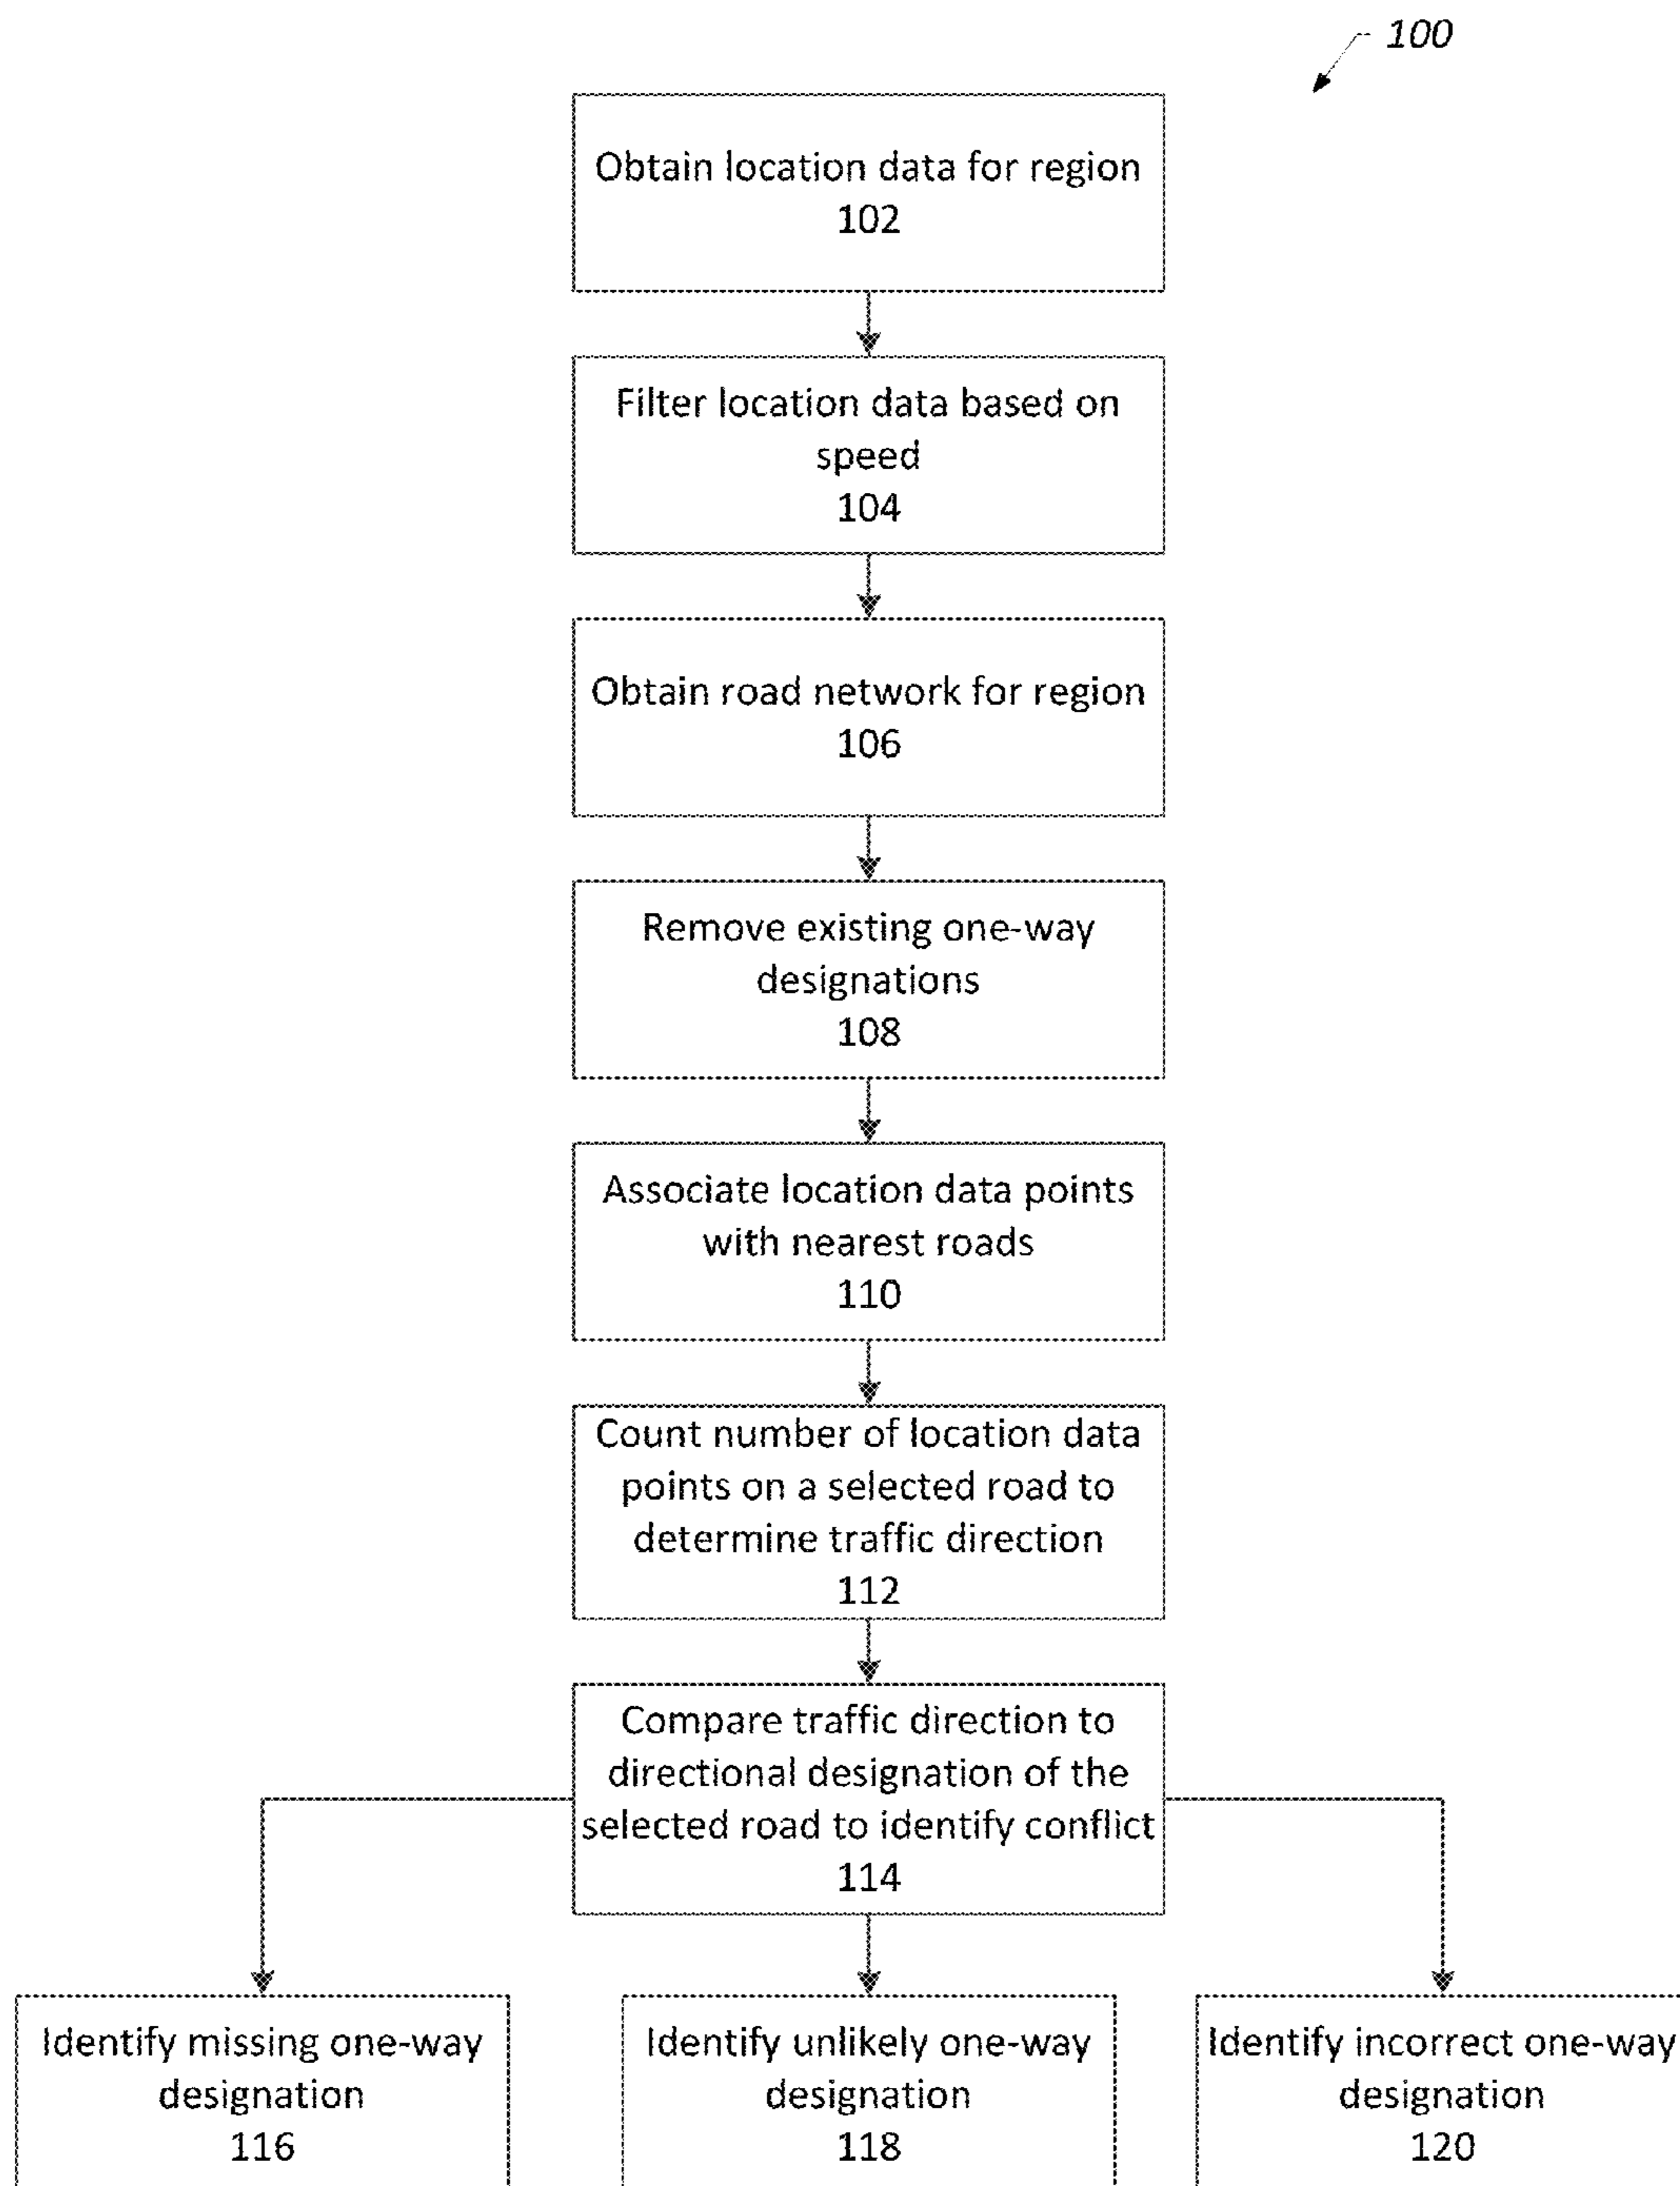 100
Obtain location data for region
102
Filter location data based on
speed
104
Obtain road network for region
106
Remove existing one-way
designations
108
Associate location data points
with nearest roads
110
Count number of location data
points on a selected road to
determine traffic direction
112
Compare traffic direction to
directional designation of the
selected road to identify conflict
114
Identify missing one-way
designation
116
Identify unlikely one-way
designation
118
Identify incorrect one-way
designation
120